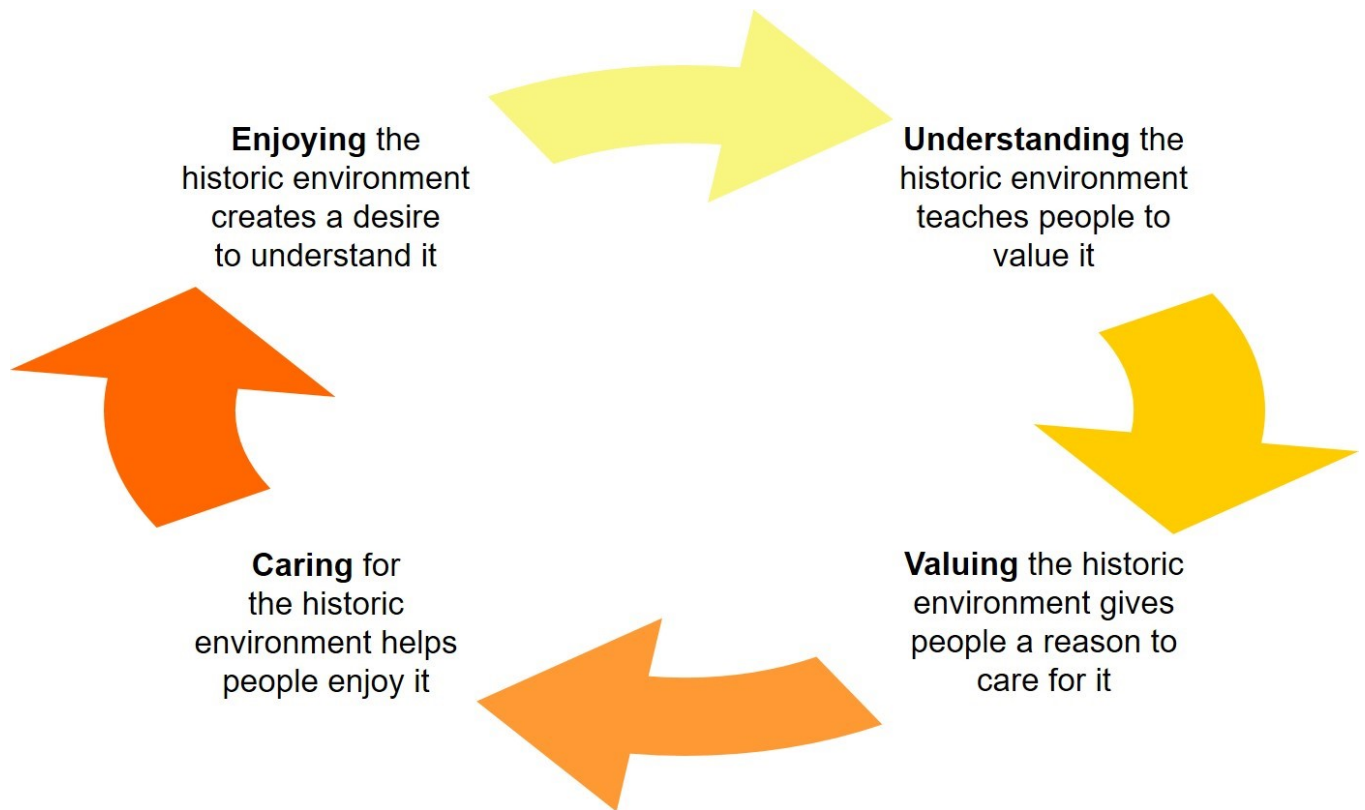 Enjoying the
historic environment
creates a desire
to understand it
Understanding the
historic environment
teaches people to
value it
Valuing the historic
environment gives
people a reason to
care for it
Caring for
the historic
environment helps
people enjoy it